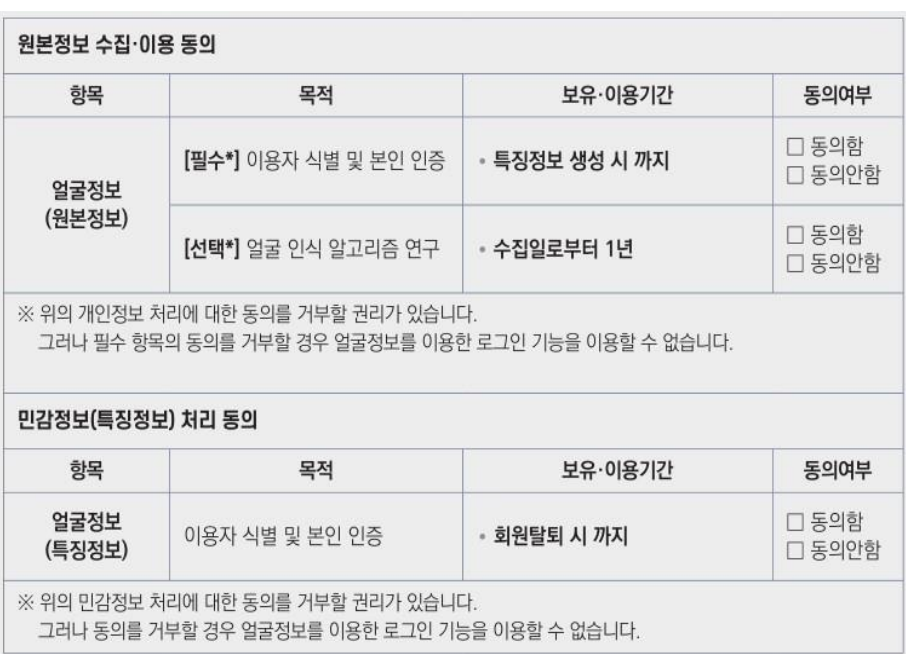 원본정보 수집·이용 동의
항목 목적 보유·이용기간 동의여부
얼굴정보
(원본정보)
[필수*] 이용자 식별 및 본인 인증
• 특징정보 생성 시 까지
□ 동의함
□ 동의안함
[선택*] 얼굴 인식 알고리즘 연구
• 수집일로부터 1년
□ 동의함
□ 동의안함
※ 위의 개인정보 처리에 대한 동의를 거부할 권리가 있습니다.
그러나 필수 항목의 동의를 거부할 경우 얼굴정보를 이용한 로그인 기능을 이용할 수 없습니다.
민감정보(특징정보) 처리 동의
항목 목적 보유·이용기간 동의여부
얼굴정보
(특징정보)
이용자 식별 및 본인 인증
• 회원탈퇴 시 까지
□ 동의함
□ 동의안함
※ 위의 민감정보 처리에 대한 동의를 거부할 권리가 있습니다.
그러나 동의를 거부할 경우 얼굴정보를 이용한 로그인 기능을 이용할 수 없습니다.